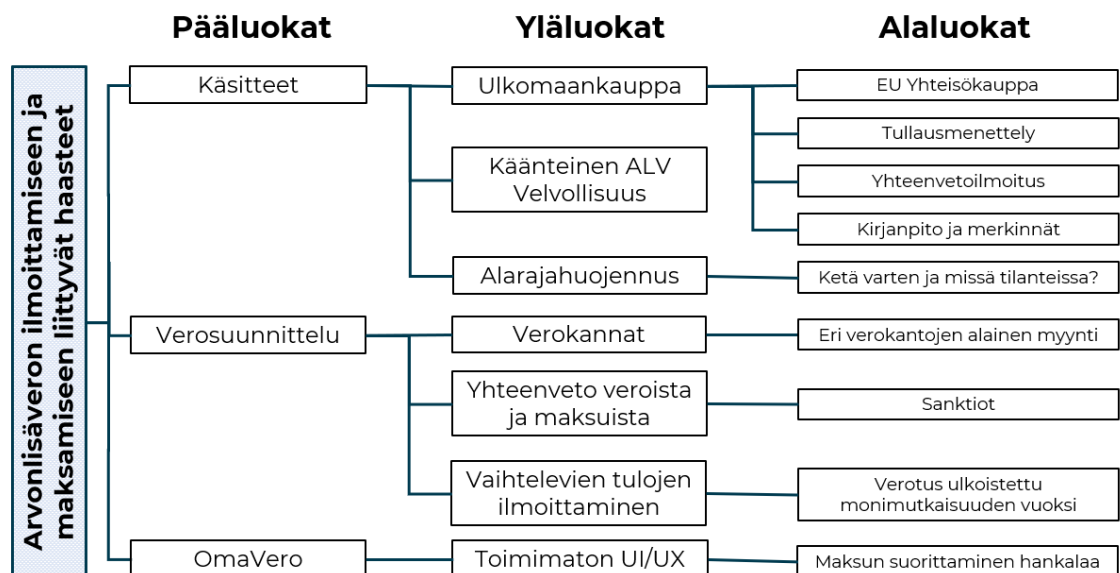 Pääluokat
Yläluokat
Alaluokat
Arvonlisäveron ilmoittamiseen ja
maksamiseen liittyvät haasteet
Käsitteet
Ulkomaankauppa
EU Yhteisökauppa
Tullausmenettely
Yhteenvetoilmoitus
Kirjanpito ja merkinnät
Käänteinen ALV
Velvollisuus
Alarajahuojennus
Ketä varten ja missä tilanteissa?
Verosuunnittelu
Verokannat
Eri verokantojen alainen myynti
Yhteenveto veroista
ja maksuista
Sanktiot
Vaihtelevien tulojen
ilmoittaminen
Verotus ulkoistettu
monimutkaisuuden vuoksi
OmaVero
Toimimaton UI/UX
Maksun suorittaminen hankalaa